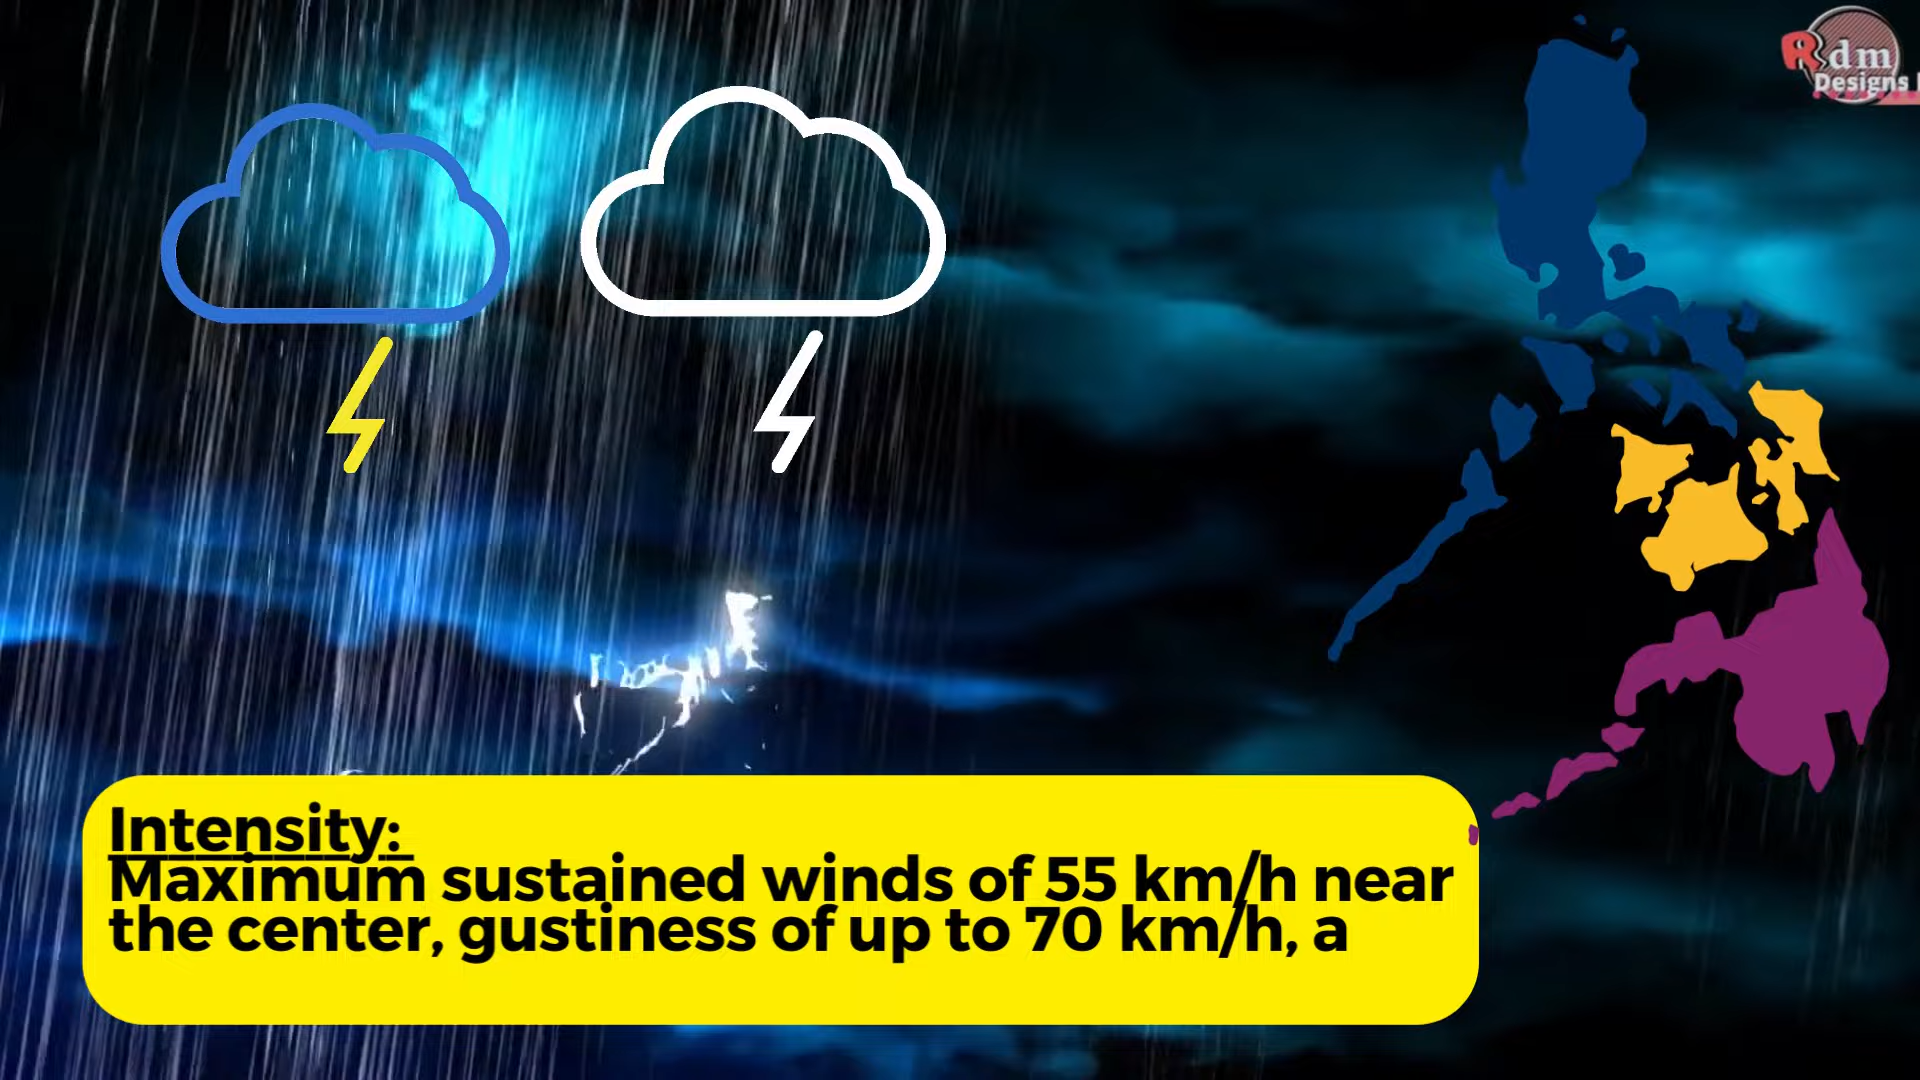 Rdm
Designs
Intensity:
Maximum sustained winds of 55 km/h near
the center, gustiness of up to 70 km/h, a